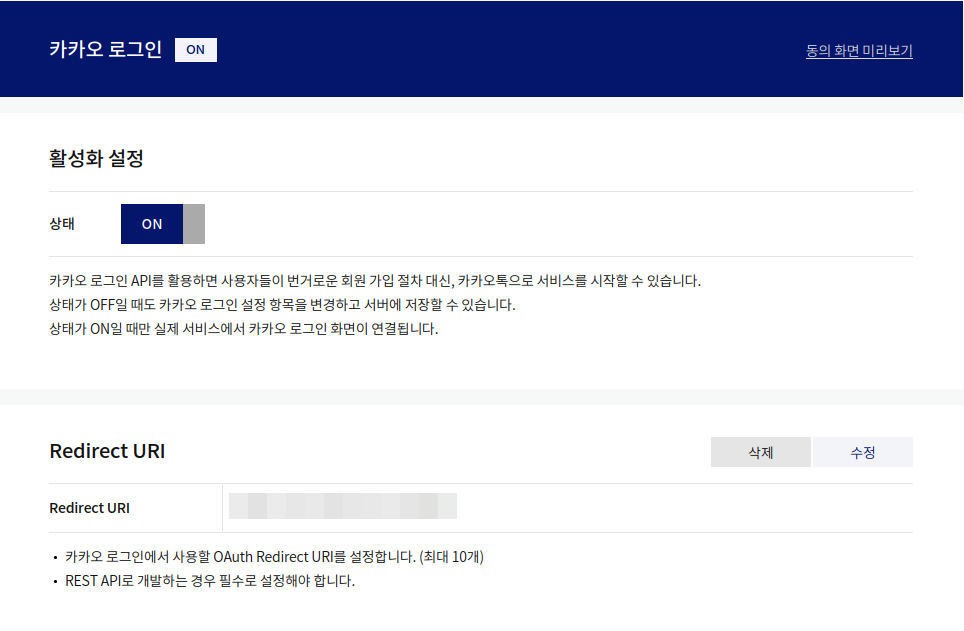 카카오 로그인 ON
동의 화면 미리보기
활성화 설정
상태 ON
카카오 로그인 API를 활용하면 사용자들이 번거로운 회원 가입 절차 대신, 카카오톡으로 서비스를 시작할 수 있습니다.
상태가 OFF일 때도 카카오 로그인 설정 항목을 변경하고 서버에 저장할 수 있습니다.
상태가 ON일 때만 실제 서비스에서 카카오 로그인 화면이 연결됩니다.
Redirect URI
삭제 수정
Redirect URI
• 카카오 로그인에서 사용할 OAuth Redirect URI를 설정합니다. (최대 10개)
• REST API로 개발하는 경우 필수로 설정해야 합니다.